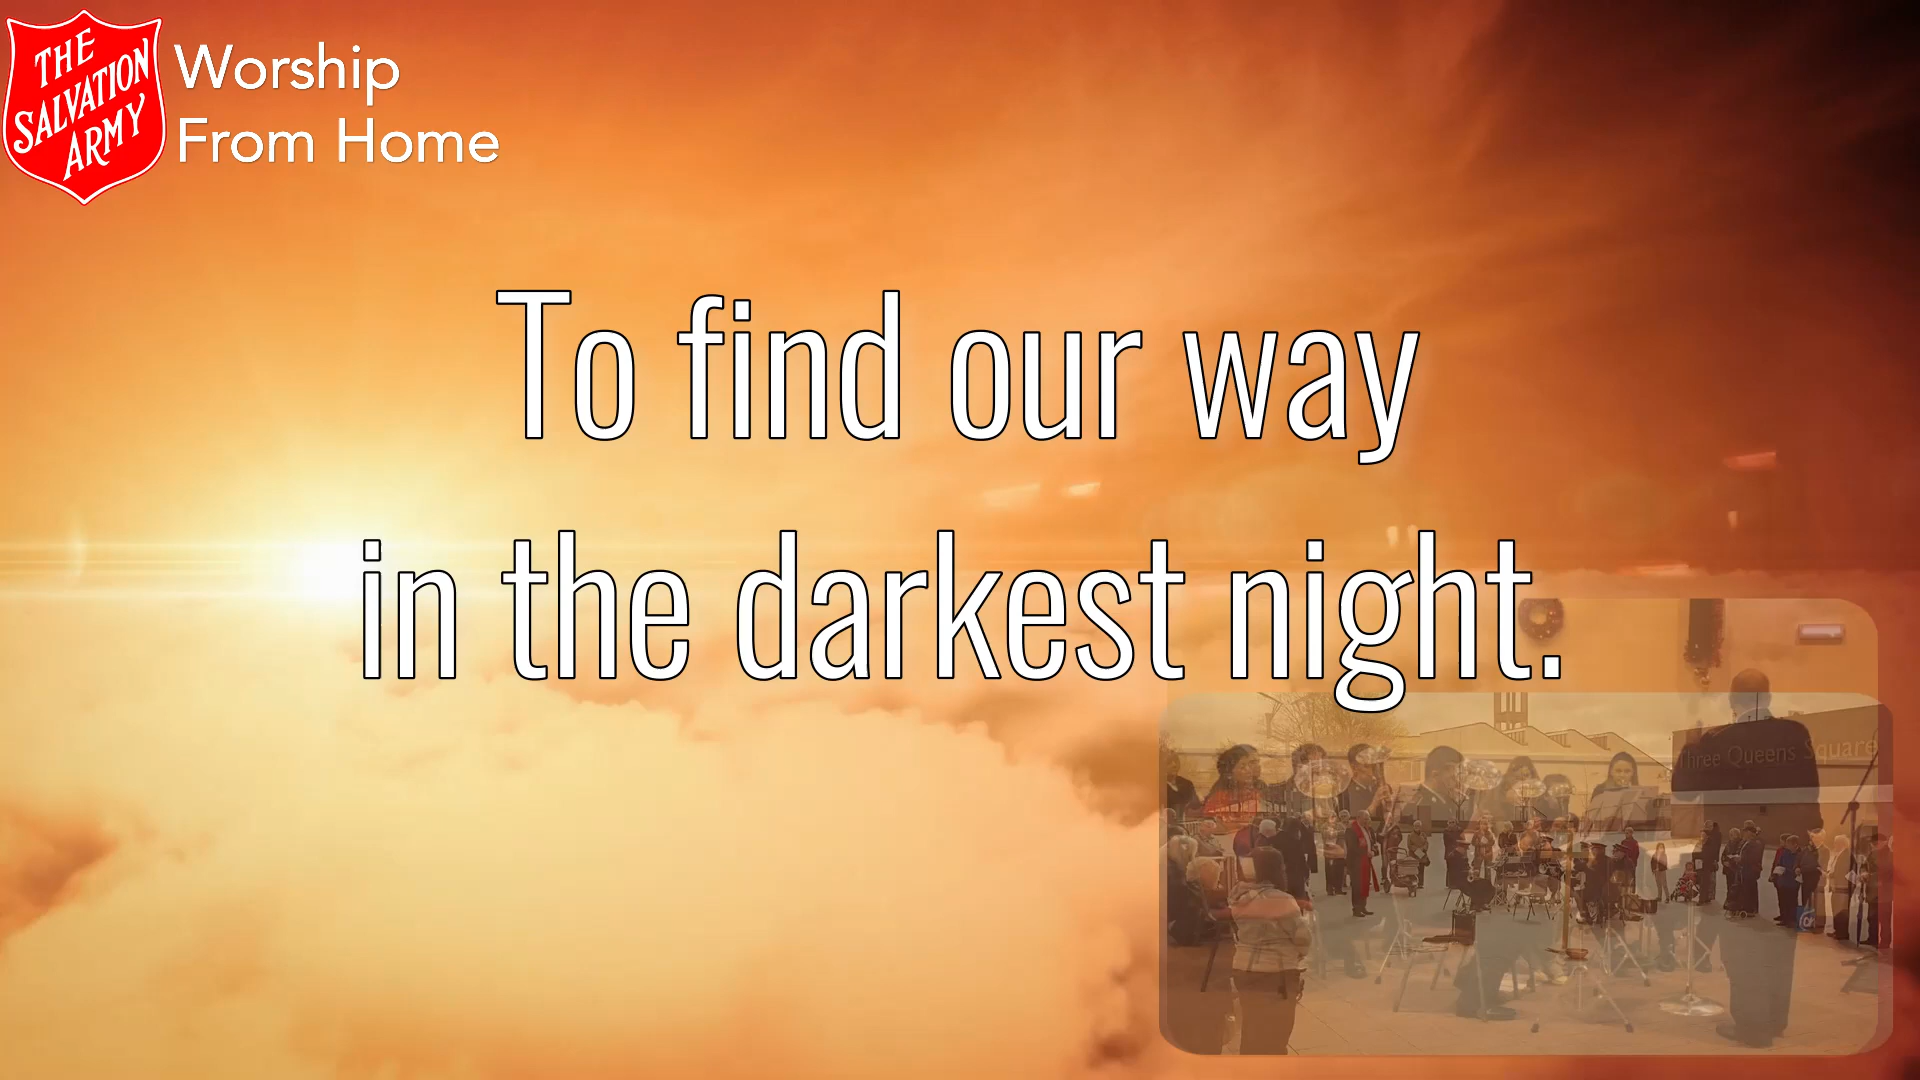 THE
SALVATION
ARMY
Worship
From Home
To find our way
in the darkest night.
Three Queens Square